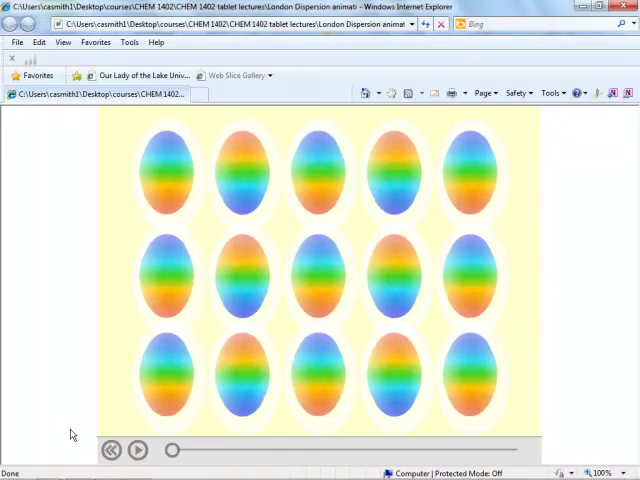 C:\Users\casmith1\Desktop\courses\CHEM 1402\CHEM 1402 tablet lectures\London Dispersion animati - Windows Internet Explorer
C:\Users\casmith1\Desktop\courses\CHEM 1402\CHEM 1402 tablet lectures\London Dispersion animat
Bing
File Edit View Favorites Tools Help
Favorites Our Lady of the Lake Univ... Web Slice Gallery
C:\Users\casmith1\Desktop\courses\CHEM 1402... Page Safety Tools
Done Computer | Protected Mode: Off 100%